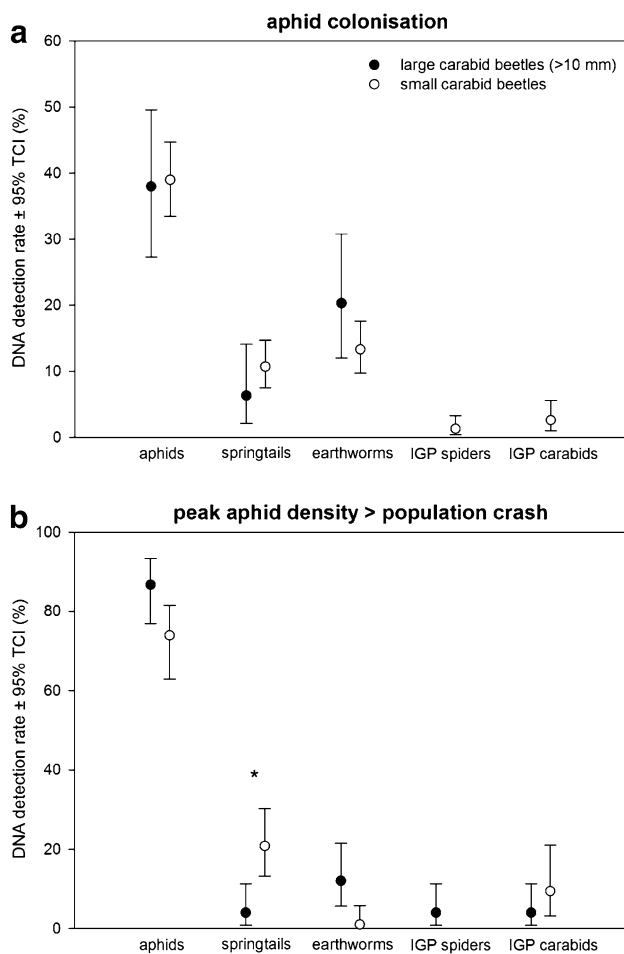 a
aphid colonisation
60
50
40
30
20
10
0
DNA detection rate ± 95% TCI (%)
large carabid beetles (>10 mm)
small carabid beetles
aphids springtails earthworms IGP spiders IGP carabids
b
peak aphid density > population crash
100
80
60
40
20
0
DNA detection rate ± 95% TCI (%)
*
aphids springtails earthworms IGP spiders IGP carabids